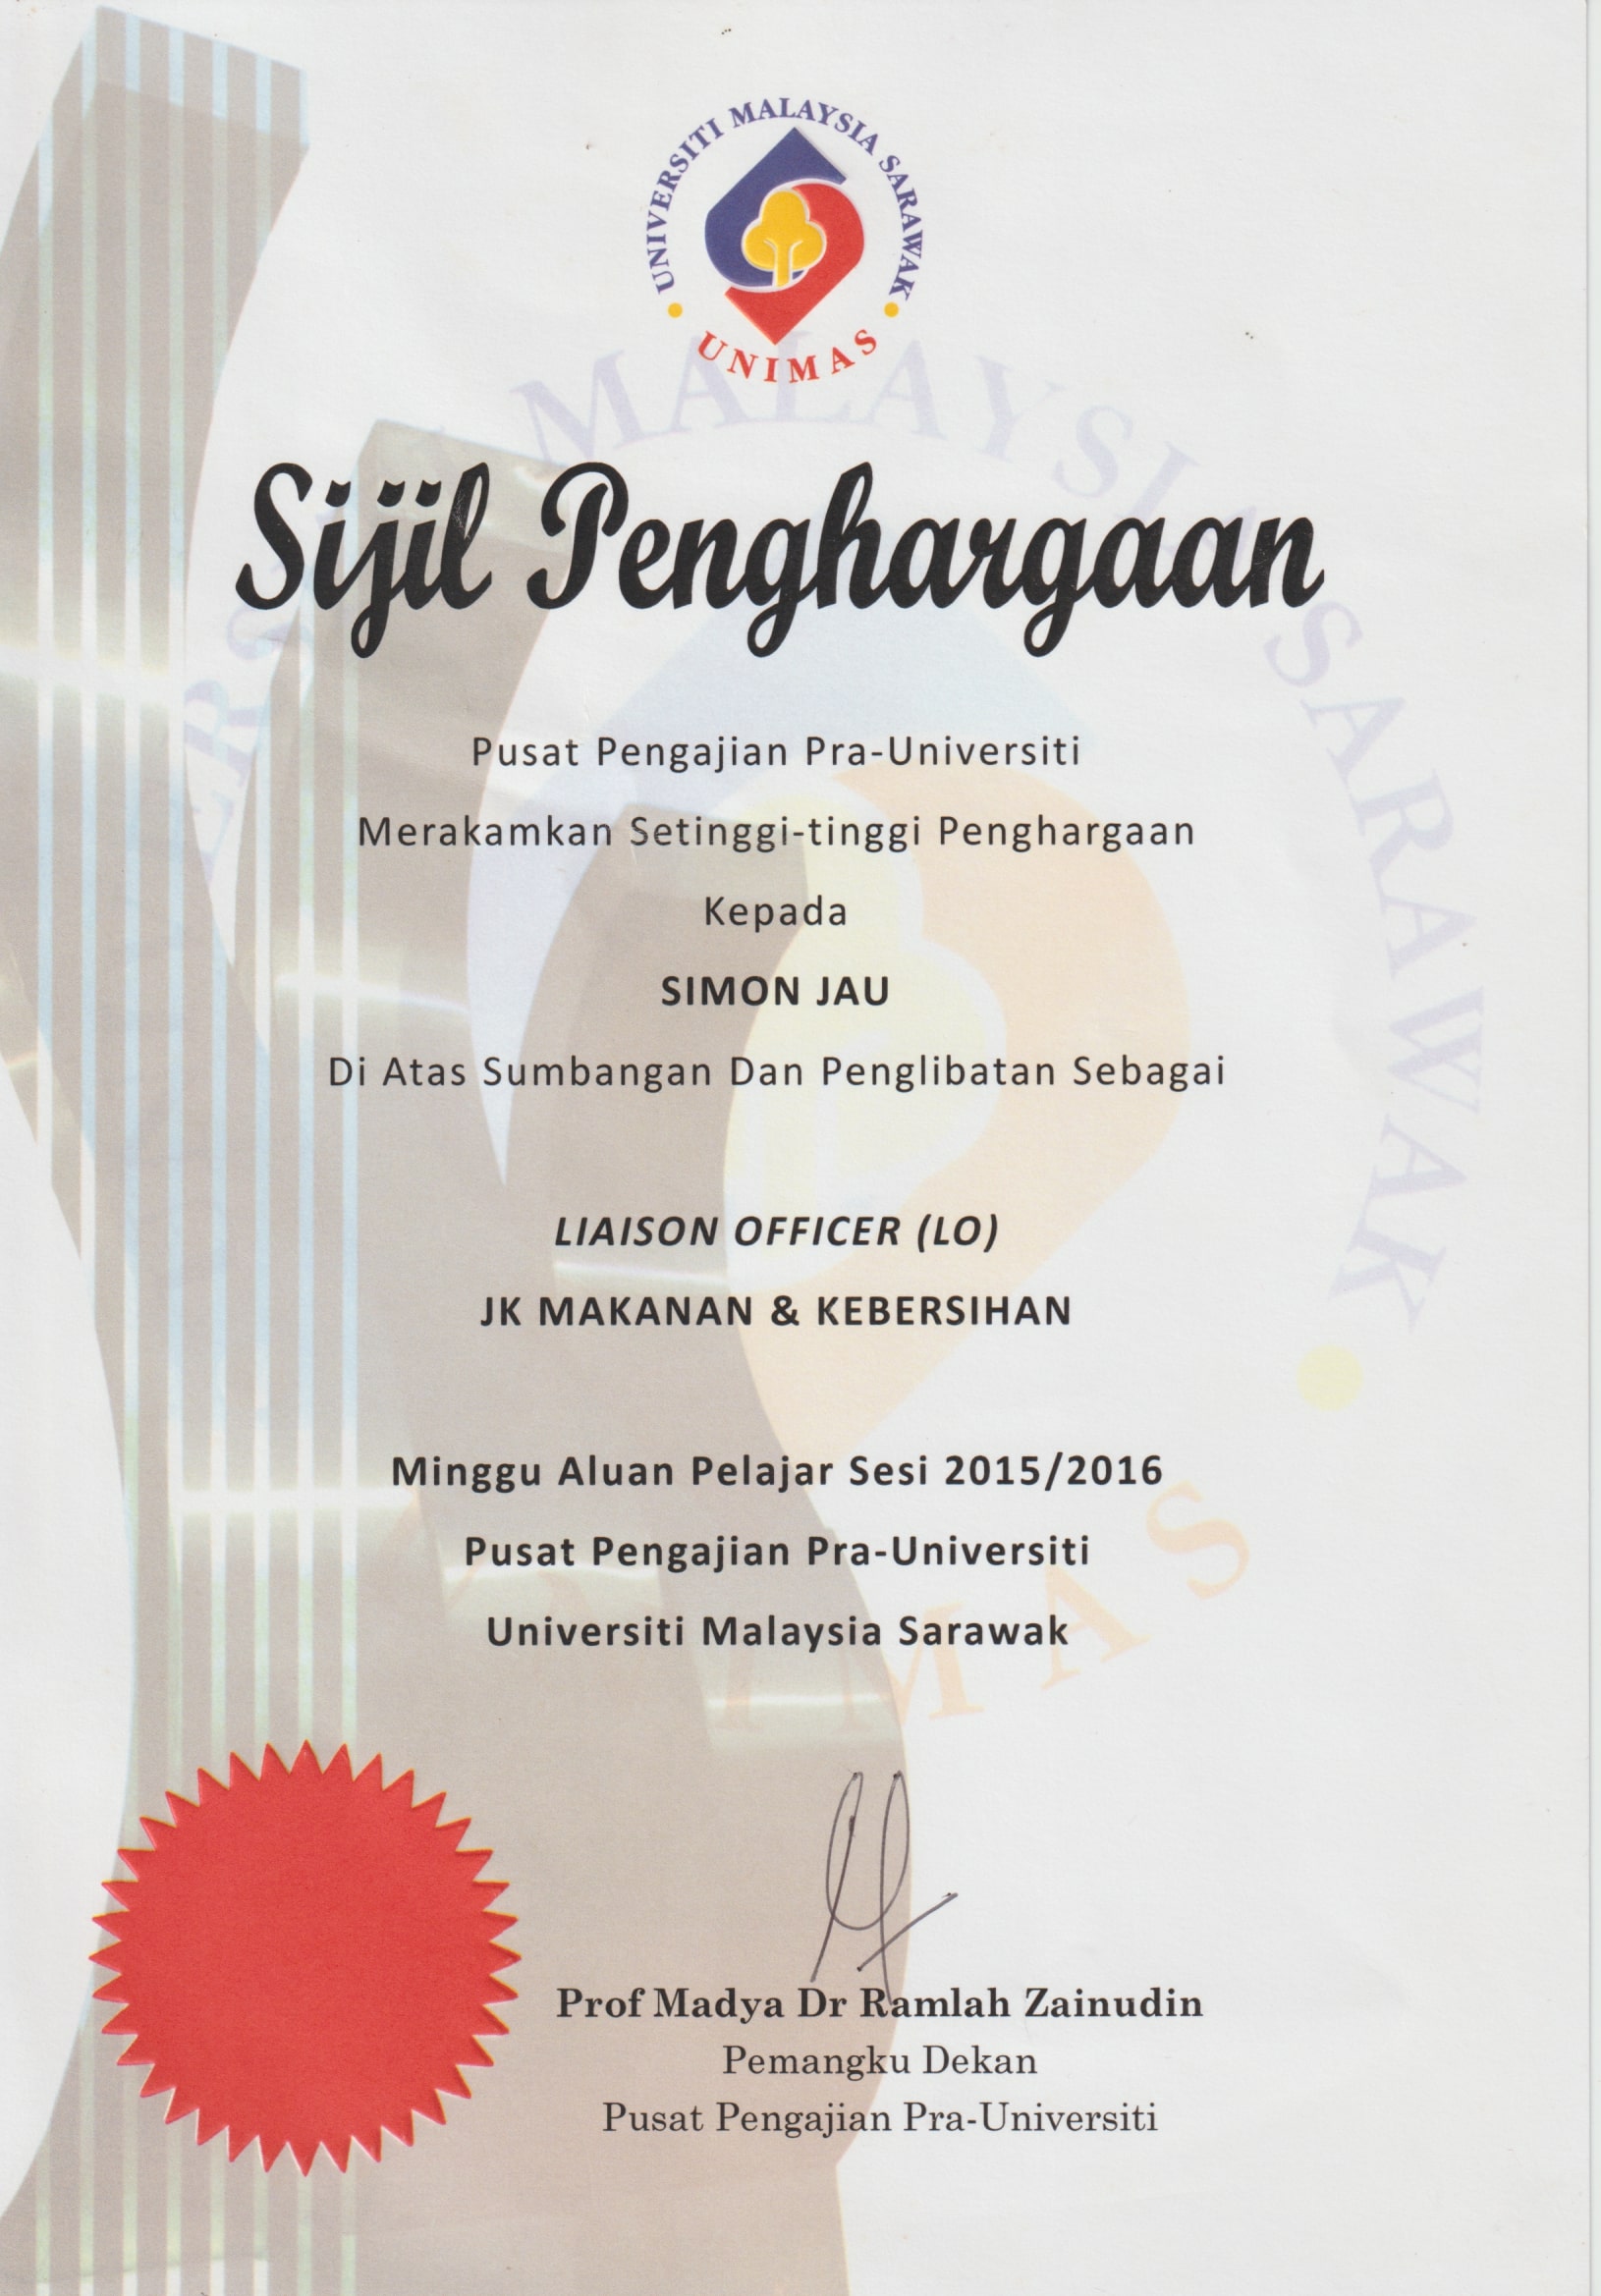 UNIVERSITI MALAYSIA SARAWAK
UNIMAS
Sijil Penghargaan
Pusat Pengajian Pra-Universiti
Merakamkan Setinggi-tinggi Penghargaan
Kepada
SIMON JAU
Di Atas Sumbangan Dan Penglibatan Sebagai
LIAISON OFFICER (LO)
JK MAKANAN & KEBERSIHAN
Minggu Aluan Pelajar Sesi 2015/2016
Pusat Pengajian Pra-Universiti
Universiti Malaysia Sarawak
Prof Madya Dr Ramlah Zainudin
Pemangku Dekan
Pusat Pengajian Pra-Universiti